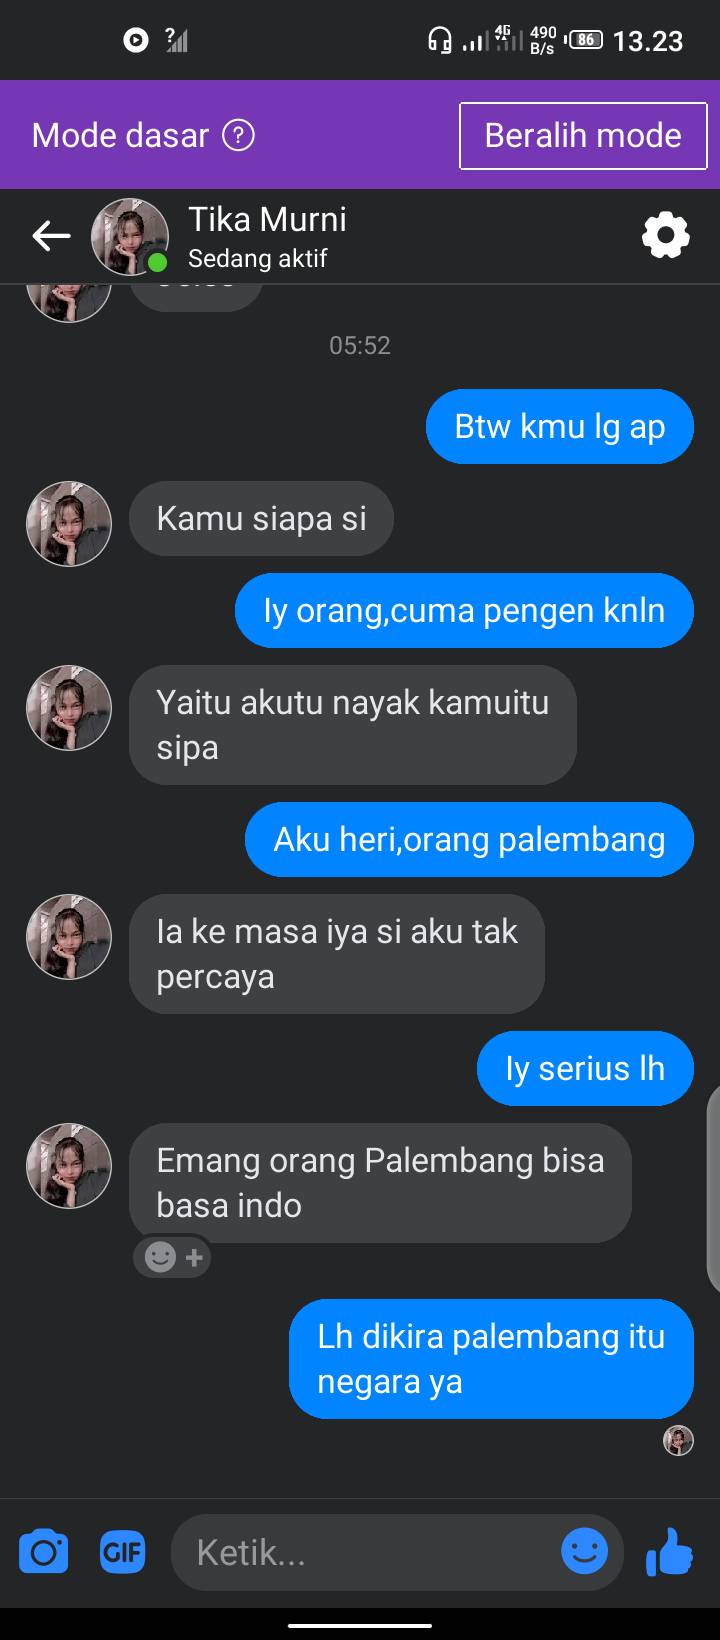 ?
4G
490
B/s
86
13.23
Mode dasar ?
Beralih mode
Tika Murni
Sedang aktif
05:52
Btw kmu lg ap
Kamu siapa si
Iy orang,cuma pengen knln
Yaitu akutu nayak kamuitu
sipa
Aku heri,orang palembang
Ia ke masa iya si aku tak
percaya
Iy serius lh
Emang orang Palembang bisa
basa indo
Lh dikira palembang itu
negara ya
GIF
Ketik...